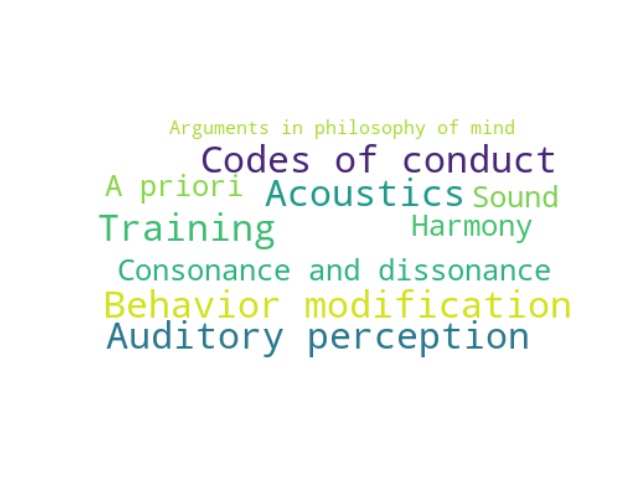 Arguments in philosophy of mind
Codes of conduct
A priori
Acoustics
Sound
Training
Harmony
Consonance and dissonance
Behavior modification
Auditory perception